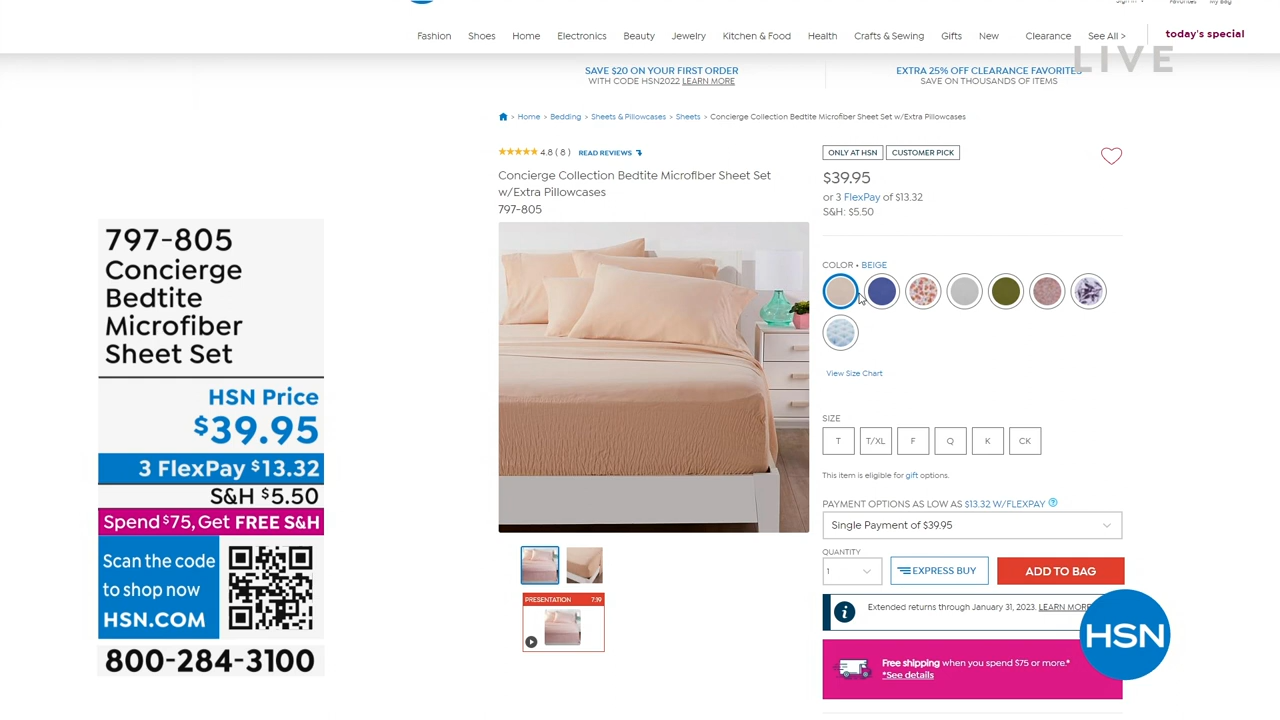 Fashion Shoes Home Electronics Beauty Jewelry Kitchen & Food Health Crafts & Sewing Gifts New Clearance See All > today's special
LIVE
SAVE $20 ON YOUR FIRST ORDER
WITH CODE HSN2022 LEARN MORE
EXTRA 25% OFF CLEARANCE FAVORITES
SAVE ON THOUSANDS OF ITEMS
> Home > Bedding > Sheets & Pillowcases > Sheets > Concierge Collection Bedtite Microfiber Sheet Set w/Extra Pillowcases
4.8 ( 8 ) READ REVIEWS
Concierge Collection Bedtite Microfiber Sheet Set
w/Extra Pillowcases
797-805
ONLY AT HSN CUSTOMER PICK
$39.95
or 3 FlexPay of $13.32
S&H: $5.50
COLOR • BEIGE
View Size Chart
SIZE
T T/XL F Q K CK
This item is eligible for gift options.
PAYMENT OPTIONS AS LOW AS $13.32 W/FLEXPAY ?
Single Payment of $39.95
QUANTITY
1 EXPRESS BUY ADD TO BAG
i Extended returns through January 31, 2023. LEARN MORE
Free shipping when you spend $75 or more.*
*See details
HSN
PRESENTATION 7:19
797-805
Concierge
Bedtite
Microfiber
Sheet Set
HSN Price
$39.95
3 FlexPay $13.32
S&H $5.50
Spend $75, Get FREE S&H
Scan the code
to shop now
HSN.COM
800-284-3100